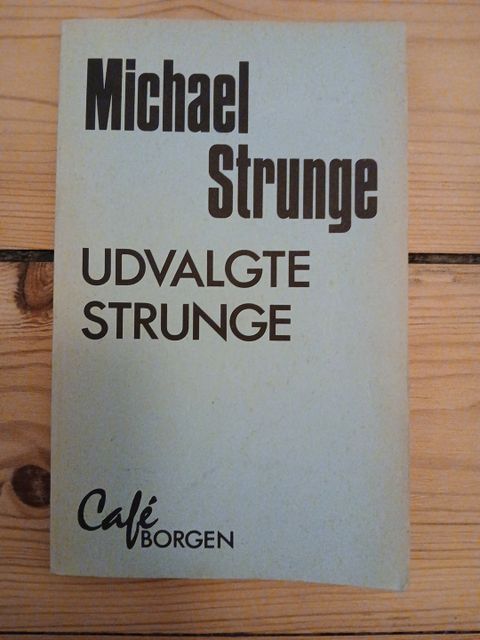 Michael
Strunge
UDVALGTE
STRUNGE
Café
BORGEN